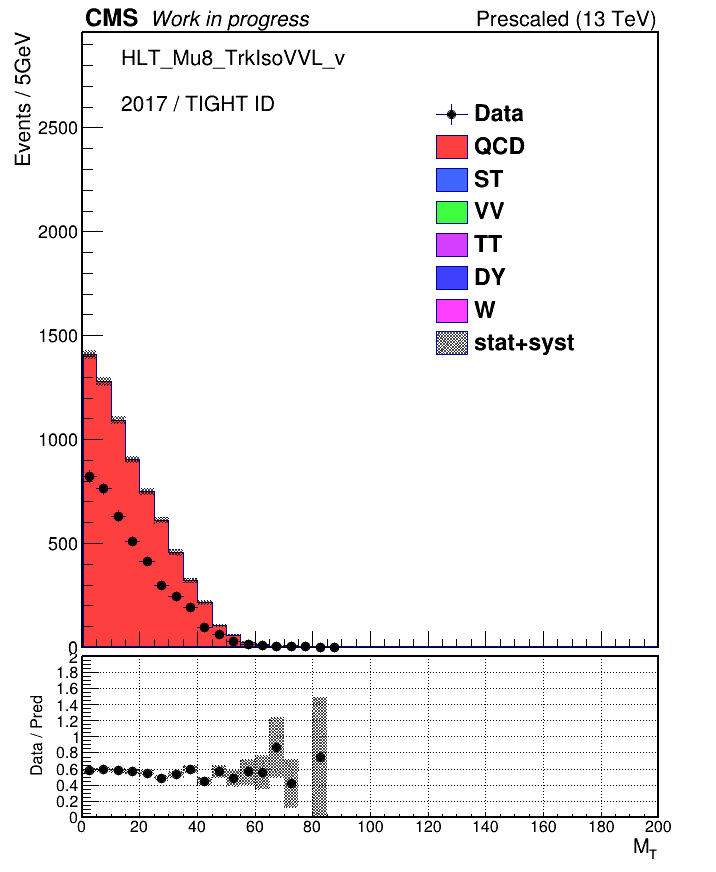 CMS Work in progress Prescaled (13 TeV)
Events / 5GeV
HLT_Mu8_TrkIsoVVL_v
2017 / TIGHT ID
Data
QCD
ST
VV
TT
DY
W
stat+syst
2500
2000
1500
1000
500
0
Data / Pred
2
1.8
1.6
1.4
1.2
1
0.8
0.6
0.4
0.2
0
0 20 40 60 80 100 120 140 160 180 200
M_T